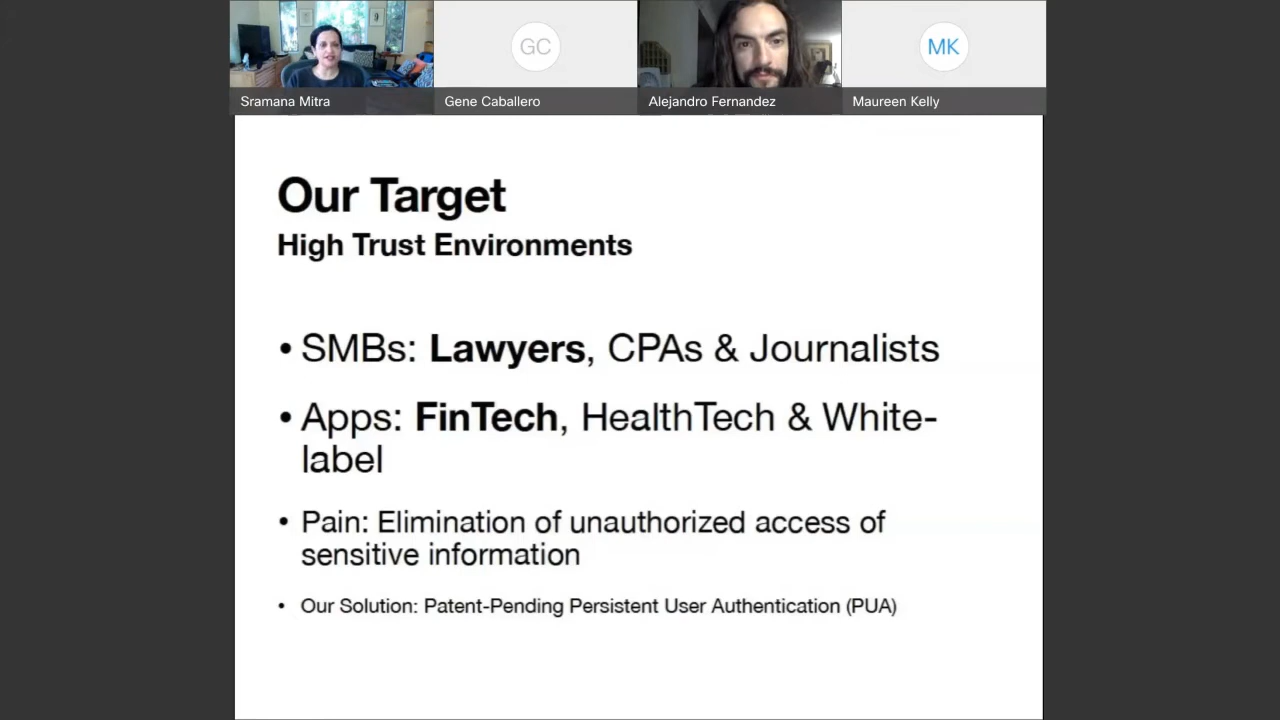 GC
MK
Sramana Mitra
Gene Caballero
Alejandro Fernandez
Maureen Kelly
Our Target
High Trust Environments
• SMBs: Lawyers, CPAs & Journalists
• Apps: FinTech, HealthTech & White-
label
• Pain: Elimination of unauthorized access of
sensitive information
• Our Solution: Patent-Pending Persistent User Authentication (PUA)